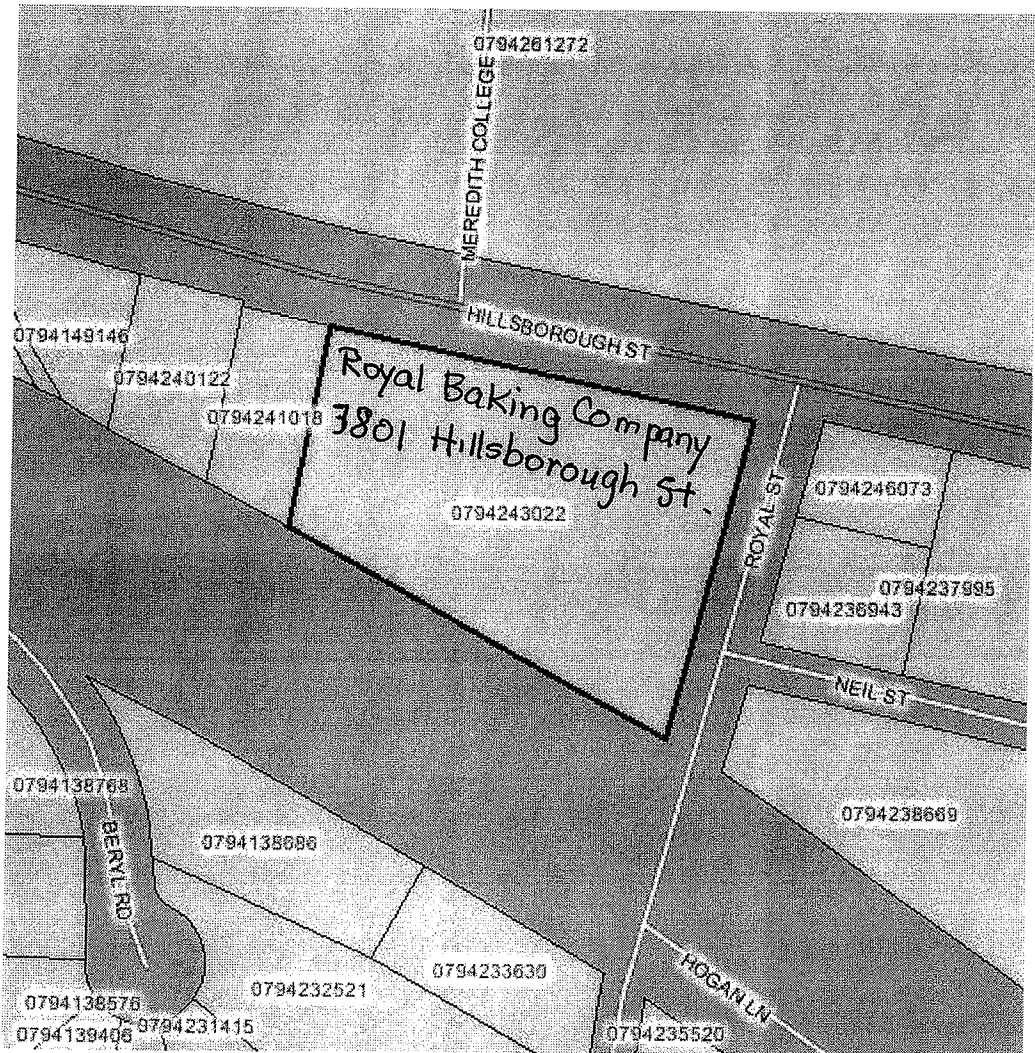 0794261272
MEREDITH COLLEGE
HILLSBOROUGH ST
0794149146
0794240122
0794241018
Royal Baking Company
3801 Hillsborough St.
0794243022
ROYAL ST
0794246073
0794237995
0794236943
NEIL ST
0794138768
BERYL RD
0794138686
0794238669
0794233630
0794232521
HOGAN LN
0794138576
0794139406
0794231415
0794235520